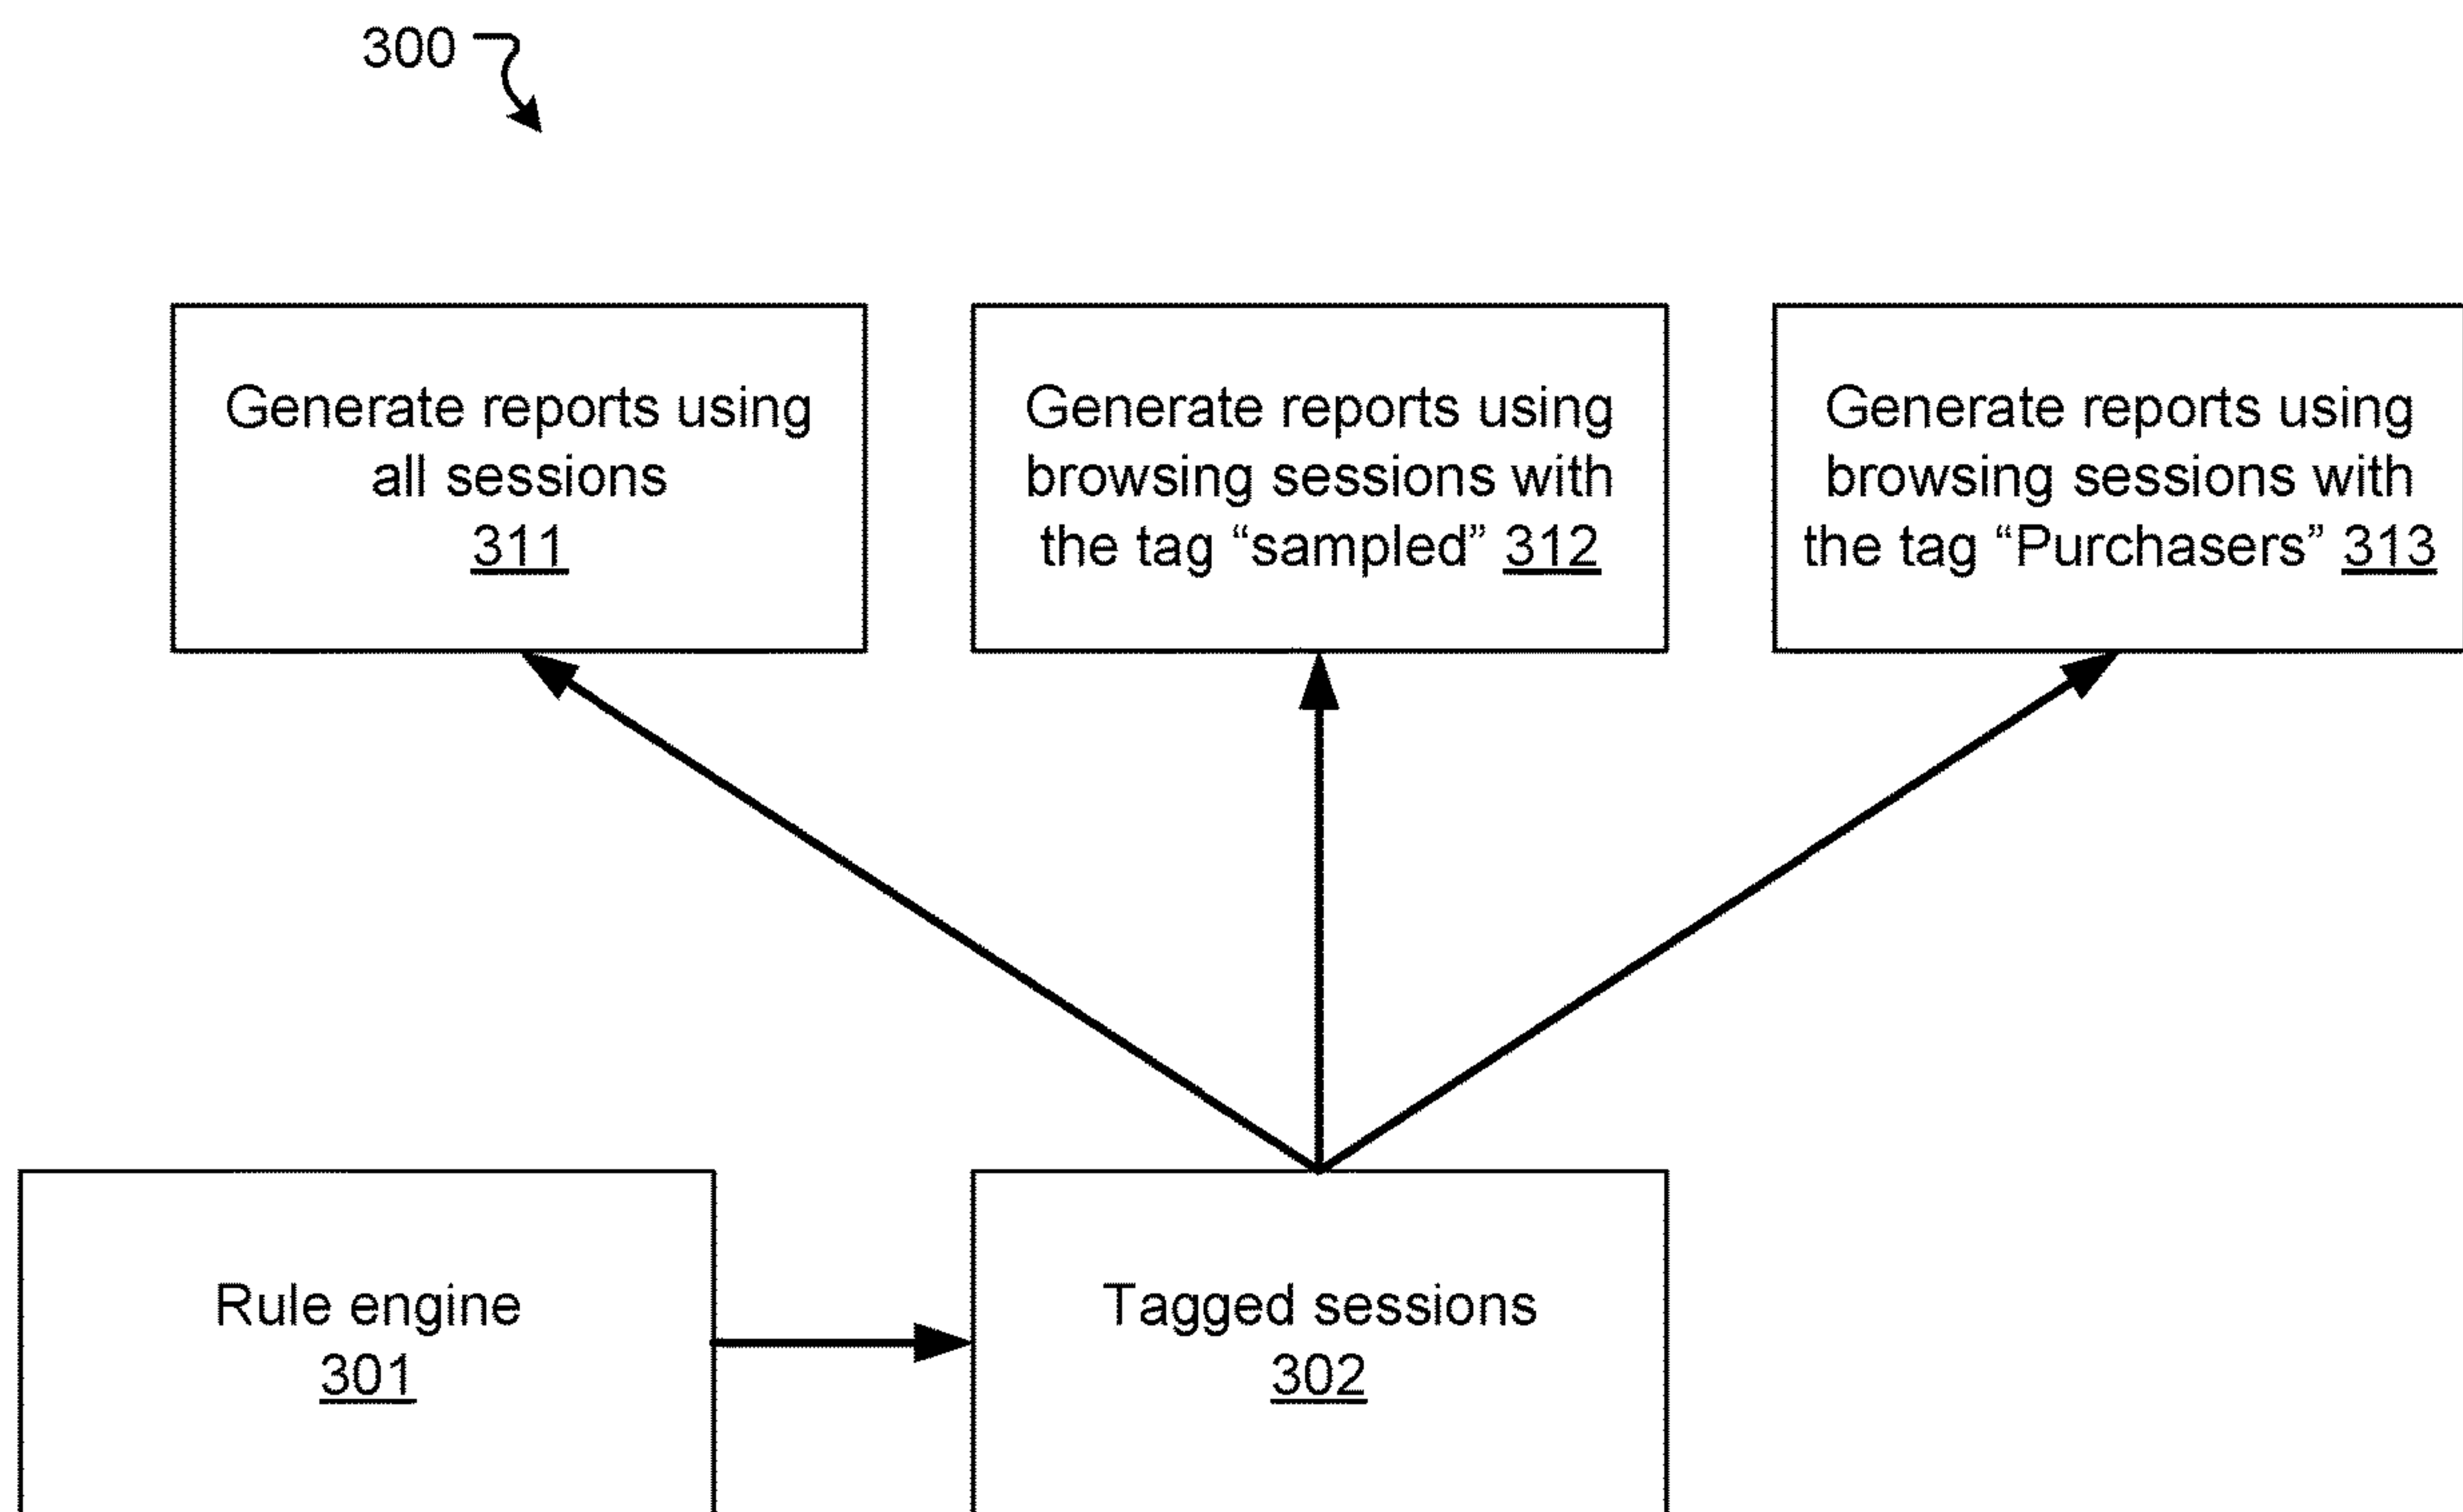 300
Generate reports using
all sessions
311
Generate reports using
browsing sessions with
the tag “sampled” 312
Generate reports using
browsing sessions with
the tag “Purchasers” 313
Rule engine
301
Tagged sessions
302